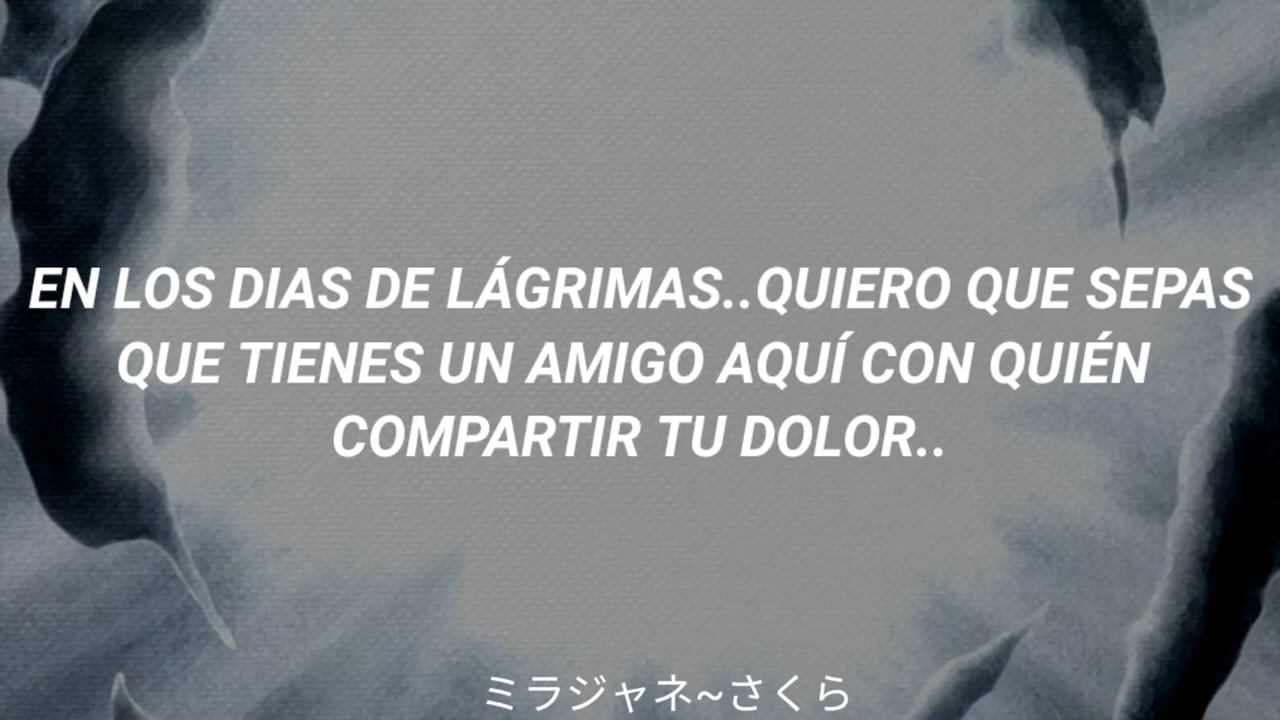 EN LOS DIAS DE LÁGRIMAS..QUIERO QUE SEPAS
QUE TIENES UN AMIGO AQUÍ CON QUIÉN
COMPARTIR TU DOLOR..
ミラジャネ~さくら